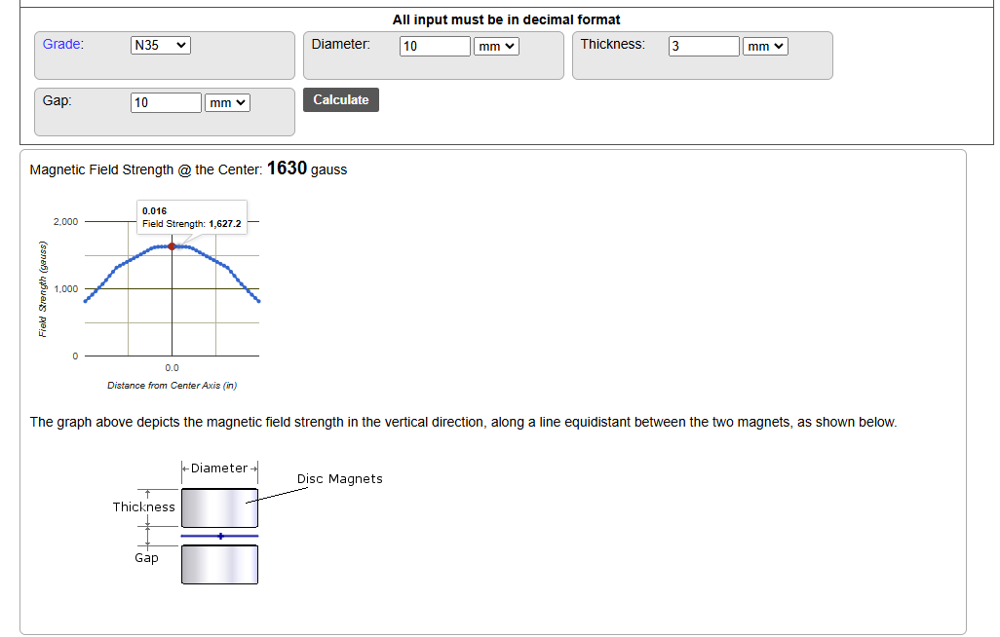 All input must be in decimal format
Grade: N35 Diameter: 10 mm Thickness: 3 mm
Gap: 10 mm Calculate
Magnetic Field Strength @ the Center: 1630 gauss
0.016
Field Strength: 1,627.2
2,000
1,000
0
Field Strength (gauss)
0.0
Distance from Center Axis (in)
The graph above depicts the magnetic field strength in the vertical direction, along a line equidistant between the two magnets, as shown below.
Diameter
Disc Magnets
Thickness
Gap